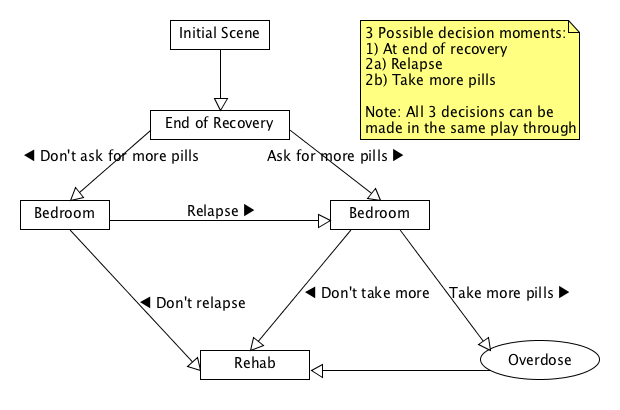 Initial Scene
3 Possible decision moments:
1) At end of recovery
2a) Relapse
2b) Take more pills
Note: All 3 decisions can be
made in the same play through
End of Recovery
◀ Don't ask for more pills
Ask for more pills ▶
Bedroom
Relapse ▶
Bedroom
◀ Don't relapse
◀ Don't take more
Take more pills ▶
Rehab
Overdose